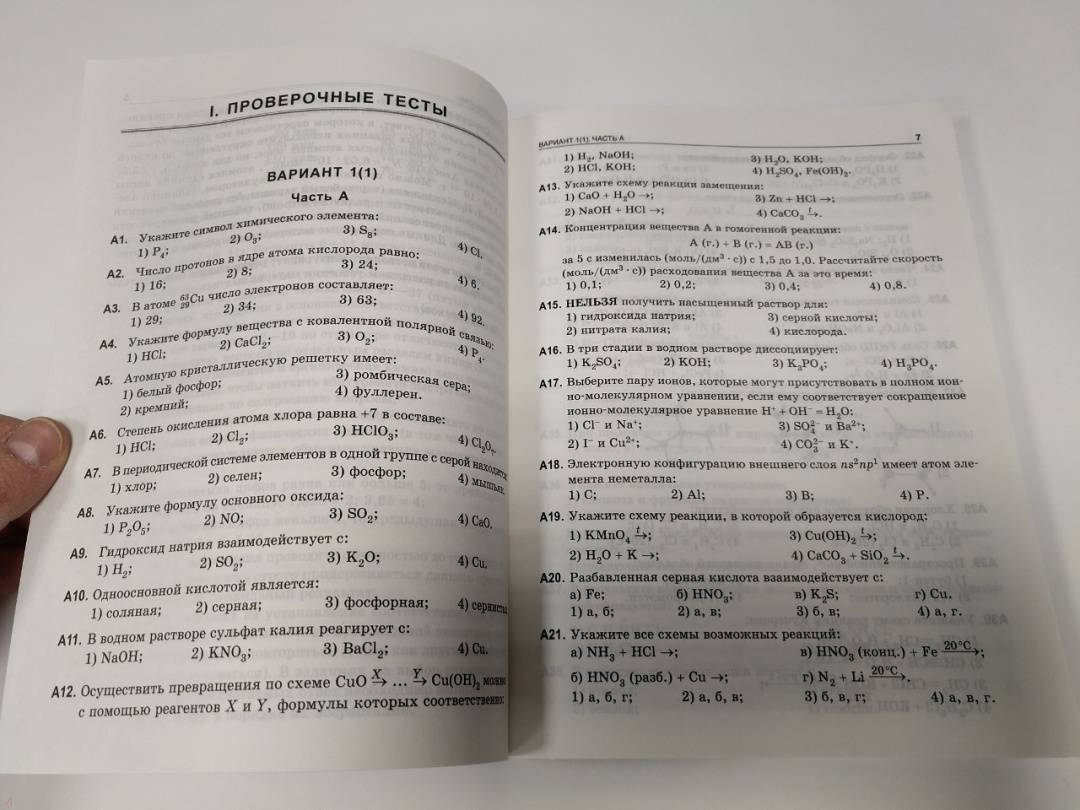 I. ПРОВЕРОЧНЫЕ ТЕСТЫ
ВАРИАНТ 1(1)
Часть А
А1. Укажите символ химического элемента:
1) P₄; 2) O₃; 3) S₈; 4) Cl.
А2. Число протонов в ядре атома кислорода равно:
1) 16; 2) 8; 3) 24; 4) 6.
А3. В атоме ⁶³₂₉Cu число электронов составляет:
1) 29; 2) 34; 3) 63; 4) 92.
А4. Укажите формулу вещества с ковалентной полярной связью:
1) HCl; 2) CaCl₂; 3) O₂; 4) P₄.
А5. Атомную кристаллическую решетку имеет:
1) белый фосфор; 3) ромбическая сера;
2) кремний; 4) фуллерен.
А6. Степень окисления атома хлора равна +7 в составе:
1) HCl; 2) Cl₂; 3) HClO₃; 4) Cl₂O₇.
А7. В периодической системе элементов в одной группе с серой находится
1) хлор; 2) селен; 3) фосфор; 4) мышьяк.
А8. Укажите формулу основного оксида:
1) P₂O₅; 2) NO; 3) SO₂; 4) CaO.
А9. Гидроксид натрия взаимодействует с:
1) H₂; 2) SO₂; 3) K₂O; 4) Cu.
А10. Одноосновной кислотой является:
1) соляная; 2) серная; 3) фосфорная; 4) сернистая
А11. В водном растворе сульфат калия реагирует с:
1) NaOH; 2) KNO₃; 3) BaCl₂; 4) Cu.
А12. Осуществить превращения по схеме CuO X→ ... Y→ Cu(OH)₂ можно
с помощью реагентов X и Y, формулы которых соответственно:
ВАРИАНТ 1(1). ЧАСТЬ А 7
1) H₂, NaOH; 3) H₂O, KOH;
2) HCl, KOH; 4) H₂SO₄, Fe(OH)₂.
А13. Укажите схему реакции замещения:
1) CaO + H₂O →; 3) Zn + HCl →;
2) NaOH + HCl →; 4) CaCO₃ t→.
А14. Концентрация вещества А в гомогенной реакции:
А (г.) + В (г.) = АВ (г.)
за 5 с изменилась (моль/(дм³ · с)) с 1,5 до 1,0. Рассчитайте скорость
(моль/(дм³ · с)) расходования вещества А за это время:
1) 0,1; 2) 0,2; 3) 0,4; 4) 0,8.
А15. НЕЛЬЗЯ получить насыщенный раствор для:
1) гидроксида натрия; 3) серной кислоты;
2) нитрата калия; 4) кислорода.
А16. В три стадии в водном растворе диссоциирует:
1) K₂SO₄; 2) KOH; 3) K₃PO₄; 4) H₃PO₄.
А17. Выберите пару ионов, которые могут присутствовать в полном ион-
но-молекулярном уравнении, если ему соответствует сокращенное
ионно-молекулярное уравнение H⁺ + OH⁻ = H₂O:
1) Cl⁻ и Na⁺; 3) SO₄²⁻ и Ba²⁺;
2) I⁻ и Cu²⁺; 4) CO₃²⁻ и K⁺.
А18. Электронную конфигурацию внешнего слоя ns²np¹ имеет атом эле-
мента неметалла:
1) C; 2) Al; 3) B; 4) P.
А19. Укажите схему реакции, в которой образуется кислород:
1) KMnO₄ t→; 3) Cu(OH)₂ t→;
2) H₂O + K →; 4) CaCO₃ + SiO₂ t→.
А20. Разбавленная серная кислота взаимодействует с:
а) Fe; б) HNO₃; в) K₂S; г) Cu.
1) а, б; 2) а, в; 3) б, в; 4) а, г.
А21. Укажите все схемы возможных реакций:
а) NH₃ + HCl →; в) HNO₃ (конц.) + Fe 20°C→;
б) HNO₃ (разб.) + Cu →; г) N₂ + Li 20°C→.
1) а, б, г; 2) а, б, в; 3) б, в, г; 4) а, в, г.